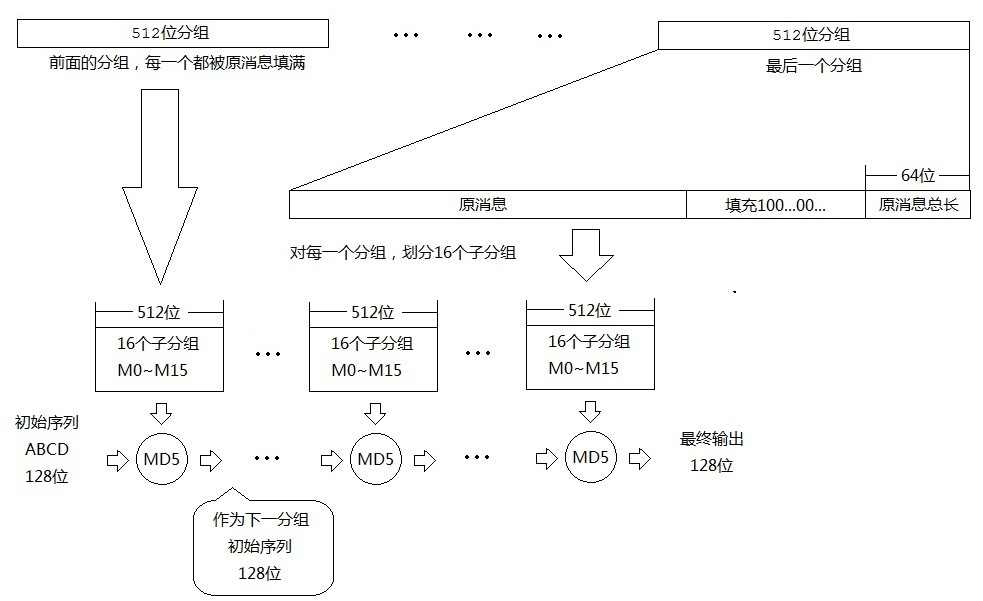 512位分组
... ... ...
512位分组
前面的分组，每一个都被原消息填满
最后一个分组
64位
原消息
填充100...00...
原消息总长
对每一个分组，划分16个子分组
512位
512位
512位
16个子分组
M0~M15
...
16个子分组
M0~M15
...
16个子分组
M0~M15
初始序列
ABCD
128位
MD5
...
MD5
...
MD5
最终输出
128位
作为下一分组
初始序列
128位